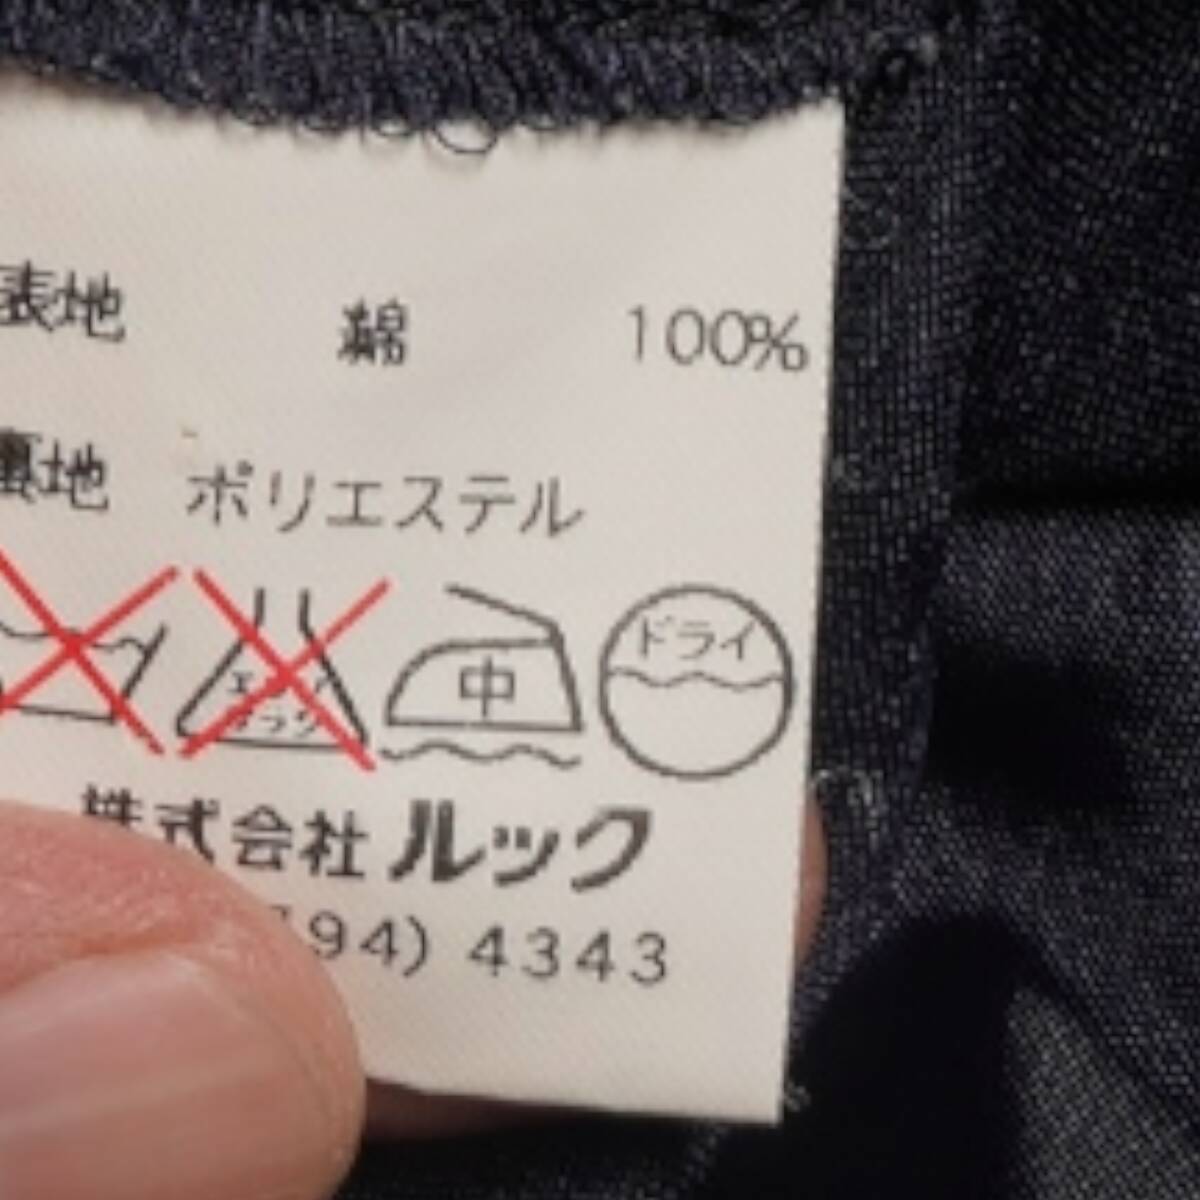 表地 綿 100%
裏地 ポリエステル
中 ドライ
株式会社 ルック
94) 4343